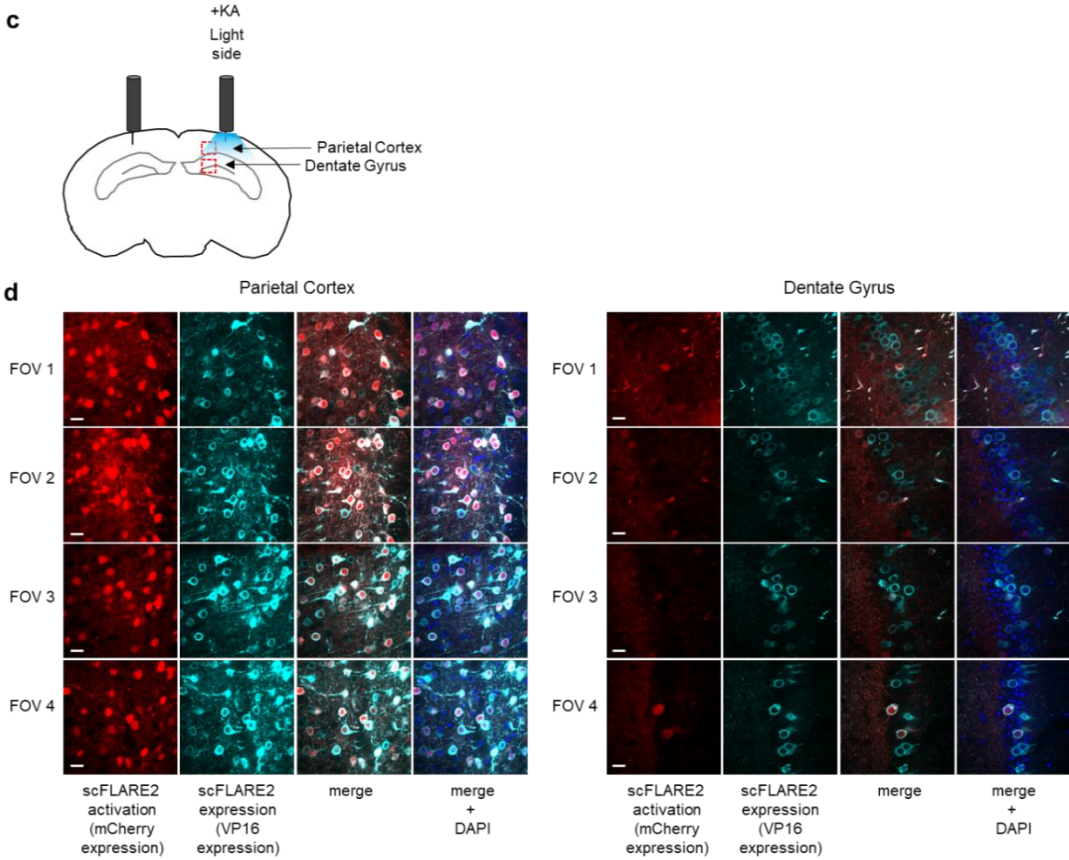 c
+KA
Light
side
Parietal Cortex
Dentate Gyrus
d
Parietal Cortex
Dentate Gyrus
FOV 1
FOV 1
FOV 2
FOV 2
FOV 3
FOV 3
FOV 4
FOV 4
scFLARE2
activation
(mCherry
expression)
scFLARE2
expression
(VP16
expression)
merge
merge
+
DAPI
scFLARE2
activation
(mCherry
expression)
scFLARE2
expression
(VP16
expression)
merge
merge
+
DAPI